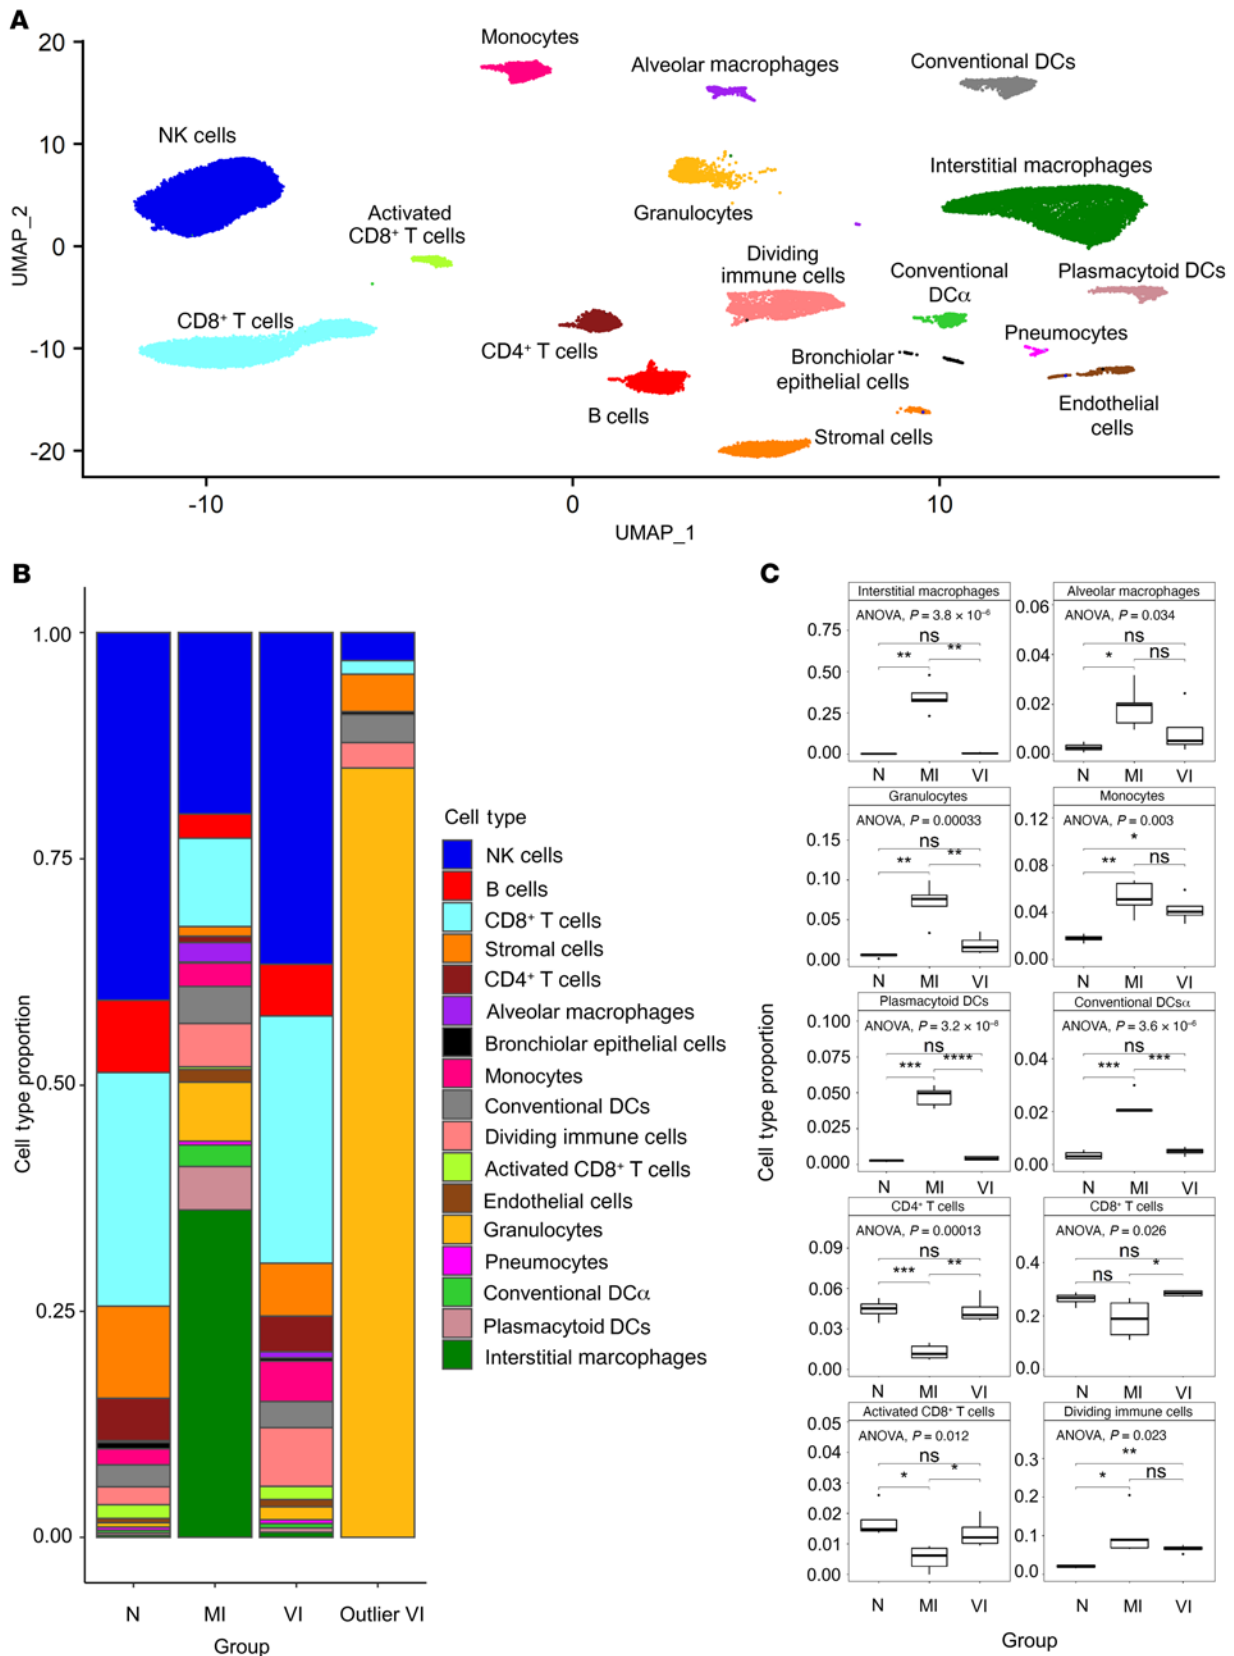 A
20
10
0
-10
-20
UMAP_2
Monocytes
Alveolar macrophages
Conventional DCs
NK cells
Interstitial macrophages
Activated
CD8⁺ T cells
Granulocytes
Dividing
immune cells
Conventional
DCα
Plasmacytoid DCs
CD8⁺ T cells
CD4⁺ T cells
Pneumocytes
Bronchiolar
epithelial cells
B cells
Endothelial
cells
Stromal cells
-10
0
10
UMAP_1
B
1.00
0.75
0.50
0.25
0.00
Cell type proportion
N
MI
VI
Outlier VI
Group
Cell type
NK cells
B cells
CD8⁺ T cells
Stromal cells
CD4⁺ T cells
Alveolar macrophages
Bronchiolar epithelial cells
Monocytes
Conventional DCs
Dividing immune cells
Activated CD8⁺ T cells
Endothelial cells
Granulocytes
Pneumocytes
Conventional DCα
Plasmacytoid DCs
Interstitial marcophages
C
Cell type proportion
Interstitial macrophages
ANOVA, P = 3.8 × 10⁻⁶
ns
** **
0.75
0.50
0.25
0.00
N MI VI
Alveolar macrophages
ANOVA, P = 0.034
ns
* ns
0.06
0.04
0.02
0.00
N MI VI
Granulocytes
ANOVA, P = 0.00033
ns
** **
0.15
0.10
0.05
0.00
N MI VI
Monocytes
ANOVA, P = 0.003
*
** ns
0.12
0.08
0.04
0.00
N MI VI
Plasmacytoid DCs
ANOVA, P = 3.2 × 10⁻⁸
ns
*** ****
0.100
0.075
0.050
0.025
0.000
N MI VI
Conventional DCsα
ANOVA, P = 3.6 × 10⁻⁶
ns
*** ***
0.04
0.02
0.00
N MI VI
CD4⁺ T cells
ANOVA, P = 0.00013
ns
*** **
0.09
0.06
0.03
0.00
N MI VI
CD8⁺ T cells
ANOVA, P = 0.026
ns
ns *
0.4
0.2
0.0
N MI VI
Activated CD8⁺ T cells
ANOVA, P = 0.012
ns
* *
0.05
0.04
0.03
0.02
0.01
0.00
N MI VI
Dividing immune cells
ANOVA, P = 0.023
**
* ns
0.3
0.2
0.1
0.0
N MI VI
Group